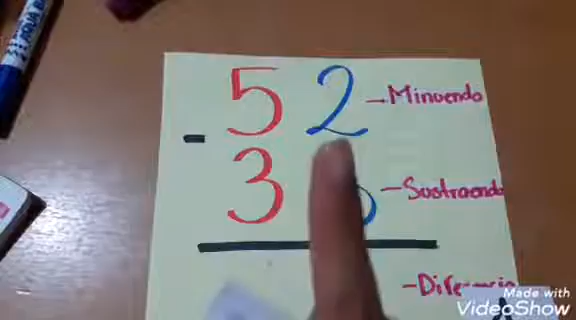 5 2 → Minuendo
- 3 - Sustraendo
Made with
VideoShow